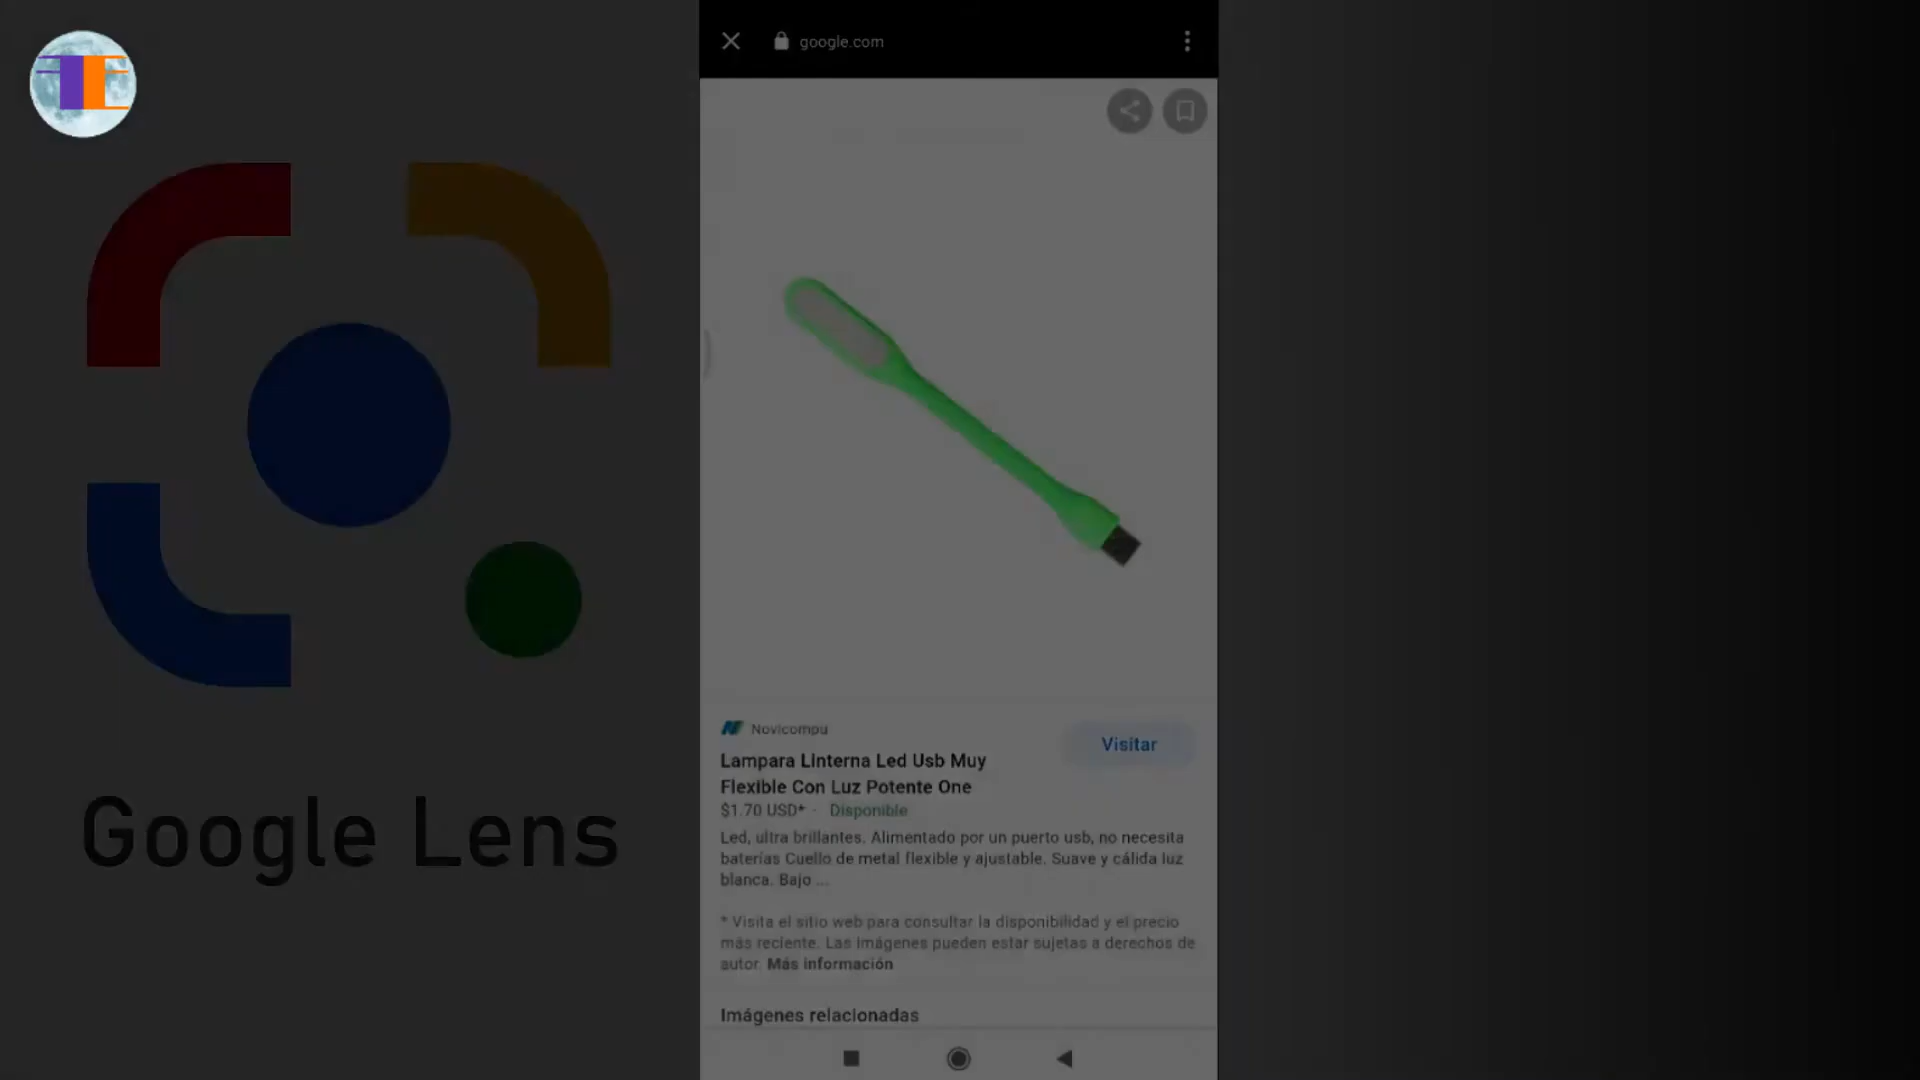 google.com
Google Lens
Novicompu
Visitar
Lampara Linterna Led Usb Muy
Flexible Con Luz Potente One
$1.70 USD* · Disponible
Led, ultra brillantes. Alimentado por un puerto usb, no necesita
baterías Cuello de metal flexible y ajustable. Suave y cálida luz
blanca. Bajo ...
* Visita el sitio web para consultar la disponibilidad y el precio
más reciente. Las imágenes pueden estar sujetas a derechos de
autor. Más información
Imágenes relacionadas